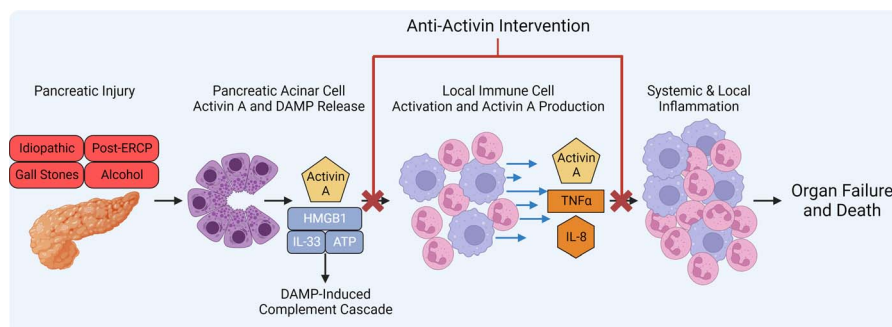 Anti-Activin Intervention
Pancreatic Injury
Pancreatic Acinar Cell
Activin A and DAMP Release
Local Immune Cell
Activation and Activin A Production
Systemic & Local
Inflammation
Idiopathic
Post-ERCP
Gall Stones
Alcohol
Activin
A
HMGB1
IL-33
ATP
DAMP-Induced
Complement Cascade
Activin
A
TNFα
IL-8
Organ Failure
and Death